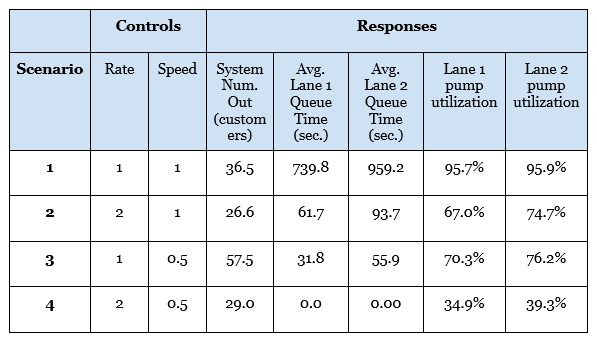 Controls Responses
Scenario Rate Speed System Num. Out (custom ers) Avg. Lane 1 Queue Time (sec.) Avg. Lane 2 Queue Time (sec.) Lane 1 pump utilization Lane 2 pump utilization
1 1 1 36.5 739.8 959.2 95.7% 95.9%
2 2 1 26.6 61.7 93.7 67.0% 74.7%
3 1 0.5 57.5 31.8 55.9 70.3% 76.2%
4 2 0.5 29.0 0.0 0.00 34.9% 39.3%